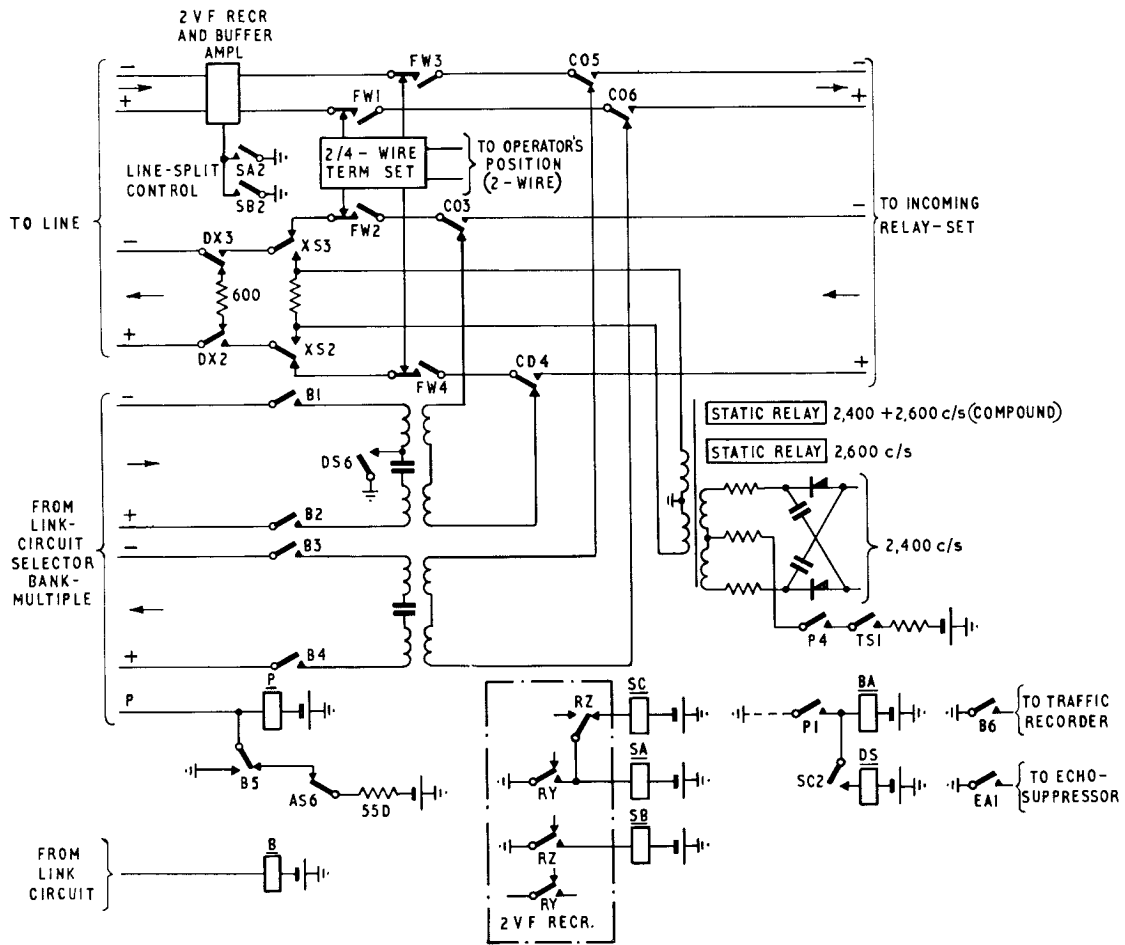 2 V F RECR
AND BUFFER
AMPL
FW3
CO5
−
−
+
FW1
CO6
+
2/4 - WIRE
TERM SET
TO OPERATOR'S
POSITION
(2-WIRE)
LINE-SPLIT
CONTROL
SA2
SB2
TO LINE
CO3
−
TO INCOMING
RELAY-SET
FW2
−
DX3
XS3
600
+
DX2
XS2
CD4
+
FW4
−
B1
STATIC RELAY 2,400 + 2,600 c/s (COMPOUND)
STATIC RELAY 2,600 c/s
DS6
FROM
LINK-
CIRCUIT
SELECTOR
BANK-
MULTIPLE
+
B2
−
B3
2,400 c/s
+
B4
P4
TS1
P
P
B5
AS6
55D
RZ
SC
RY
SA
RZ
SB
RY
2 V F RECR.
P1
BA
B6
TO TRAFFIC
RECORDER
SC2
DS
EA1
TO ECHO-
SUPPRESSOR
FROM
LINK
CIRCUIT
B